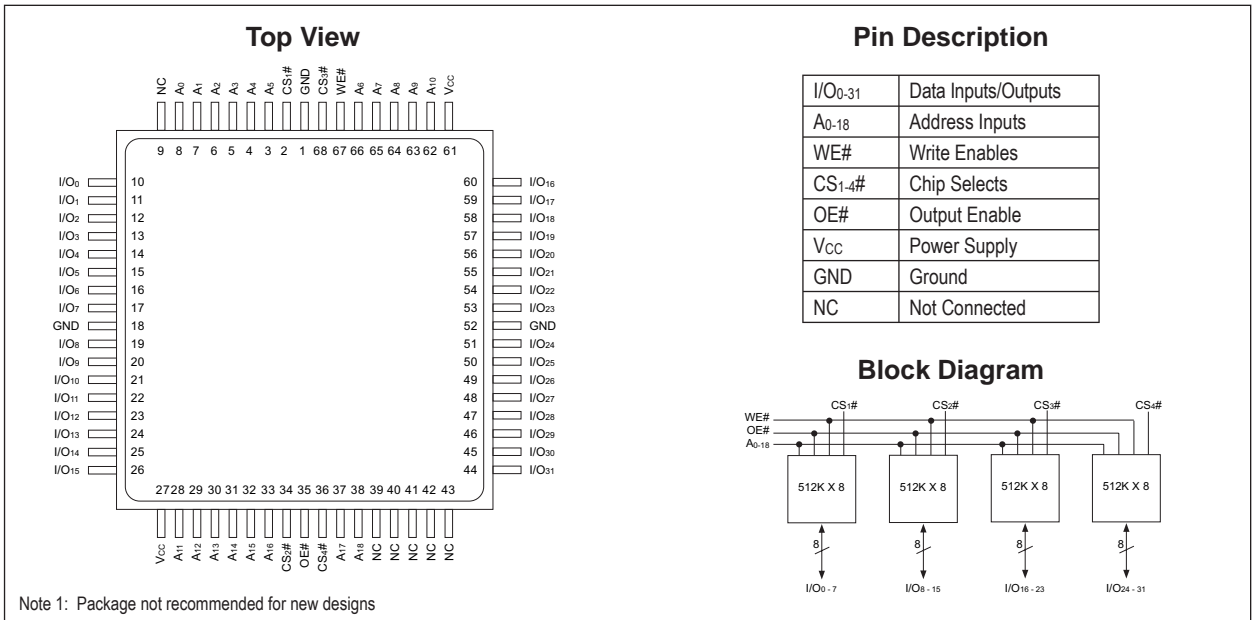 Top View
NC A0 A1 A2 A3 A4 A5 CS1# GND CS3# WE# A6 A7 A8 A9 A10 VCC
9 8 7 6 5 4 3 2 1 68 67 66 65 64 63 62 61
I/O0 10 60 I/O16
I/O1 11 59 I/O17
I/O2 12 58 I/O18
I/O3 13 57 I/O19
I/O4 14 56 I/O20
I/O5 15 55 I/O21
I/O6 16 54 I/O22
I/O7 17 53 I/O23
GND 18 52 GND
I/O8 19 51 I/O24
I/O9 20 50 I/O25
I/O10 21 49 I/O26
I/O11 22 48 I/O27
I/O12 23 47 I/O28
I/O13 24 46 I/O29
I/O14 25 45 I/O30
I/O15 26 44 I/O31
27 28 29 30 31 32 33 34 35 36 37 38 39 40 41 42 43
VCC A11 A12 A13 A14 A15 A16 CS2# OE# CS4# A17 A18 NC NC NC NC NC
Note 1: Package not recommended for new designs
Pin Description
I/O0-31 Data Inputs/Outputs
A0-18 Address Inputs
WE# Write Enables
CS1-4# Chip Selects
OE# Output Enable
VCC Power Supply
GND Ground
NC Not Connected
Block Diagram
CS1# CS2# CS3# CS4#
WE#
OE#
A0-18
512K X 8 512K X 8 512K X 8 512K X 8
8 8 8 8
I/O0 - 7 I/O8 - 15 I/O16 - 23 I/O24 - 31